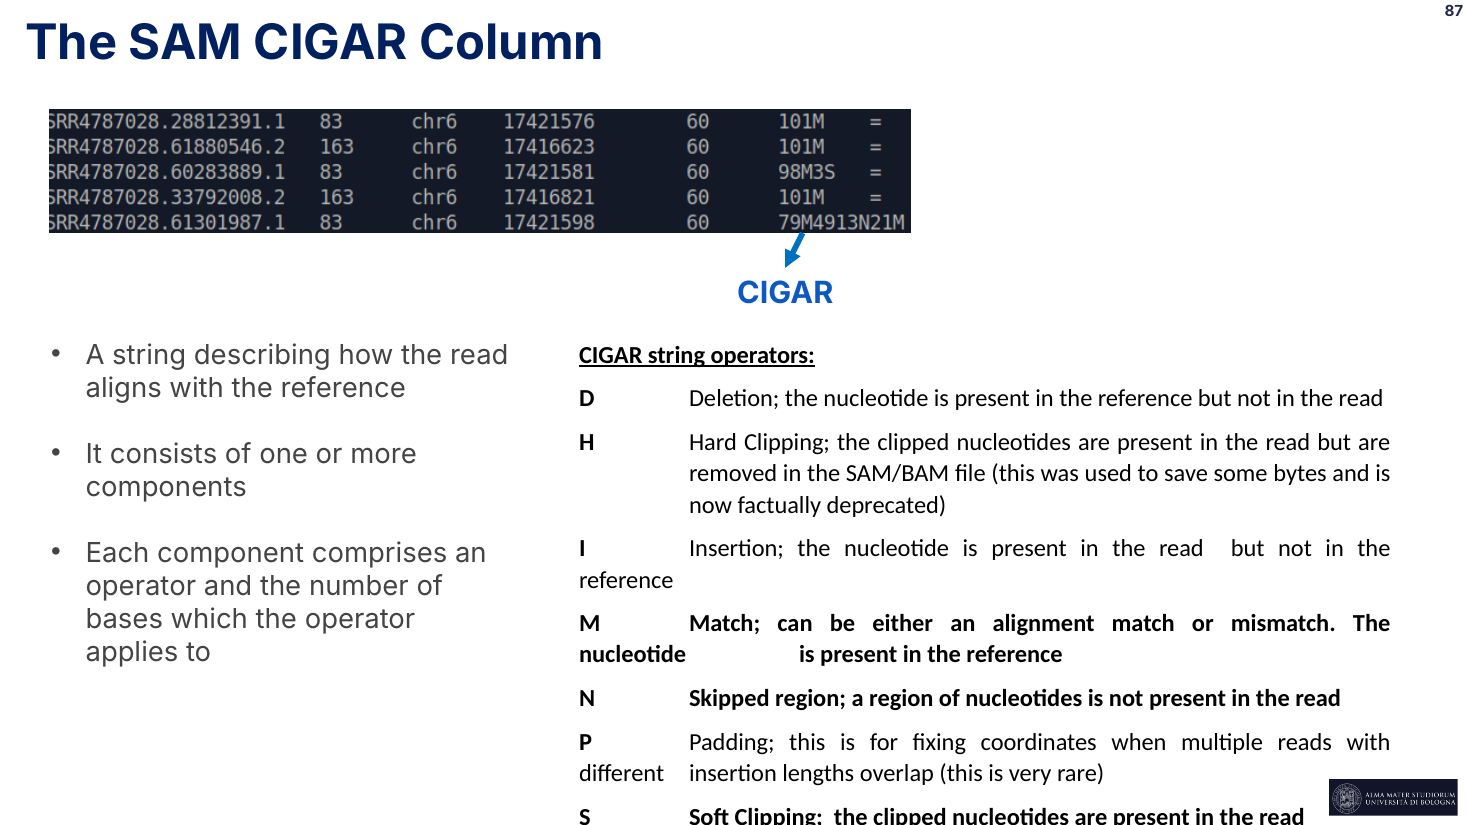 87
The SAM CIGAR Column
SRR4787028.28812391.1 83 chr6 17421576 60 101M =
SRR4787028.61880546.2 163 chr6 17416623 60 101M =
SRR4787028.60283889.1 83 chr6 17421581 60 98M3S =
SRR4787028.33792008.2 163 chr6 17416821 60 101M =
SRR4787028.61301987.1 83 chr6 17421598 60 79M4913N21M
CIGAR
• A string describing how the read
aligns with the reference
• It consists of one or more
components
• Each component comprises an
operator and the number of
bases which the operator
applies to
CIGAR string operators:
D Deletion; the nucleotide is present in the reference but not in the read
H Hard Clipping; the clipped nucleotides are present in the read but are
removed in the SAM/BAM file (this was used to save some bytes and is
now factually deprecated)
I Insertion; the nucleotide is present in the read but not in the
reference
M Match; can be either an alignment match or mismatch. The
nucleotide is present in the reference
N Skipped region; a region of nucleotides is not present in the read
P Padding; this is for fixing coordinates when multiple reads with
different insertion lengths overlap (this is very rare)
S Soft Clipping; the clipped nucleotides are present in the read
ALMA MATER STUDIORUM
UNIVERSITÀ DI BOLOGNA